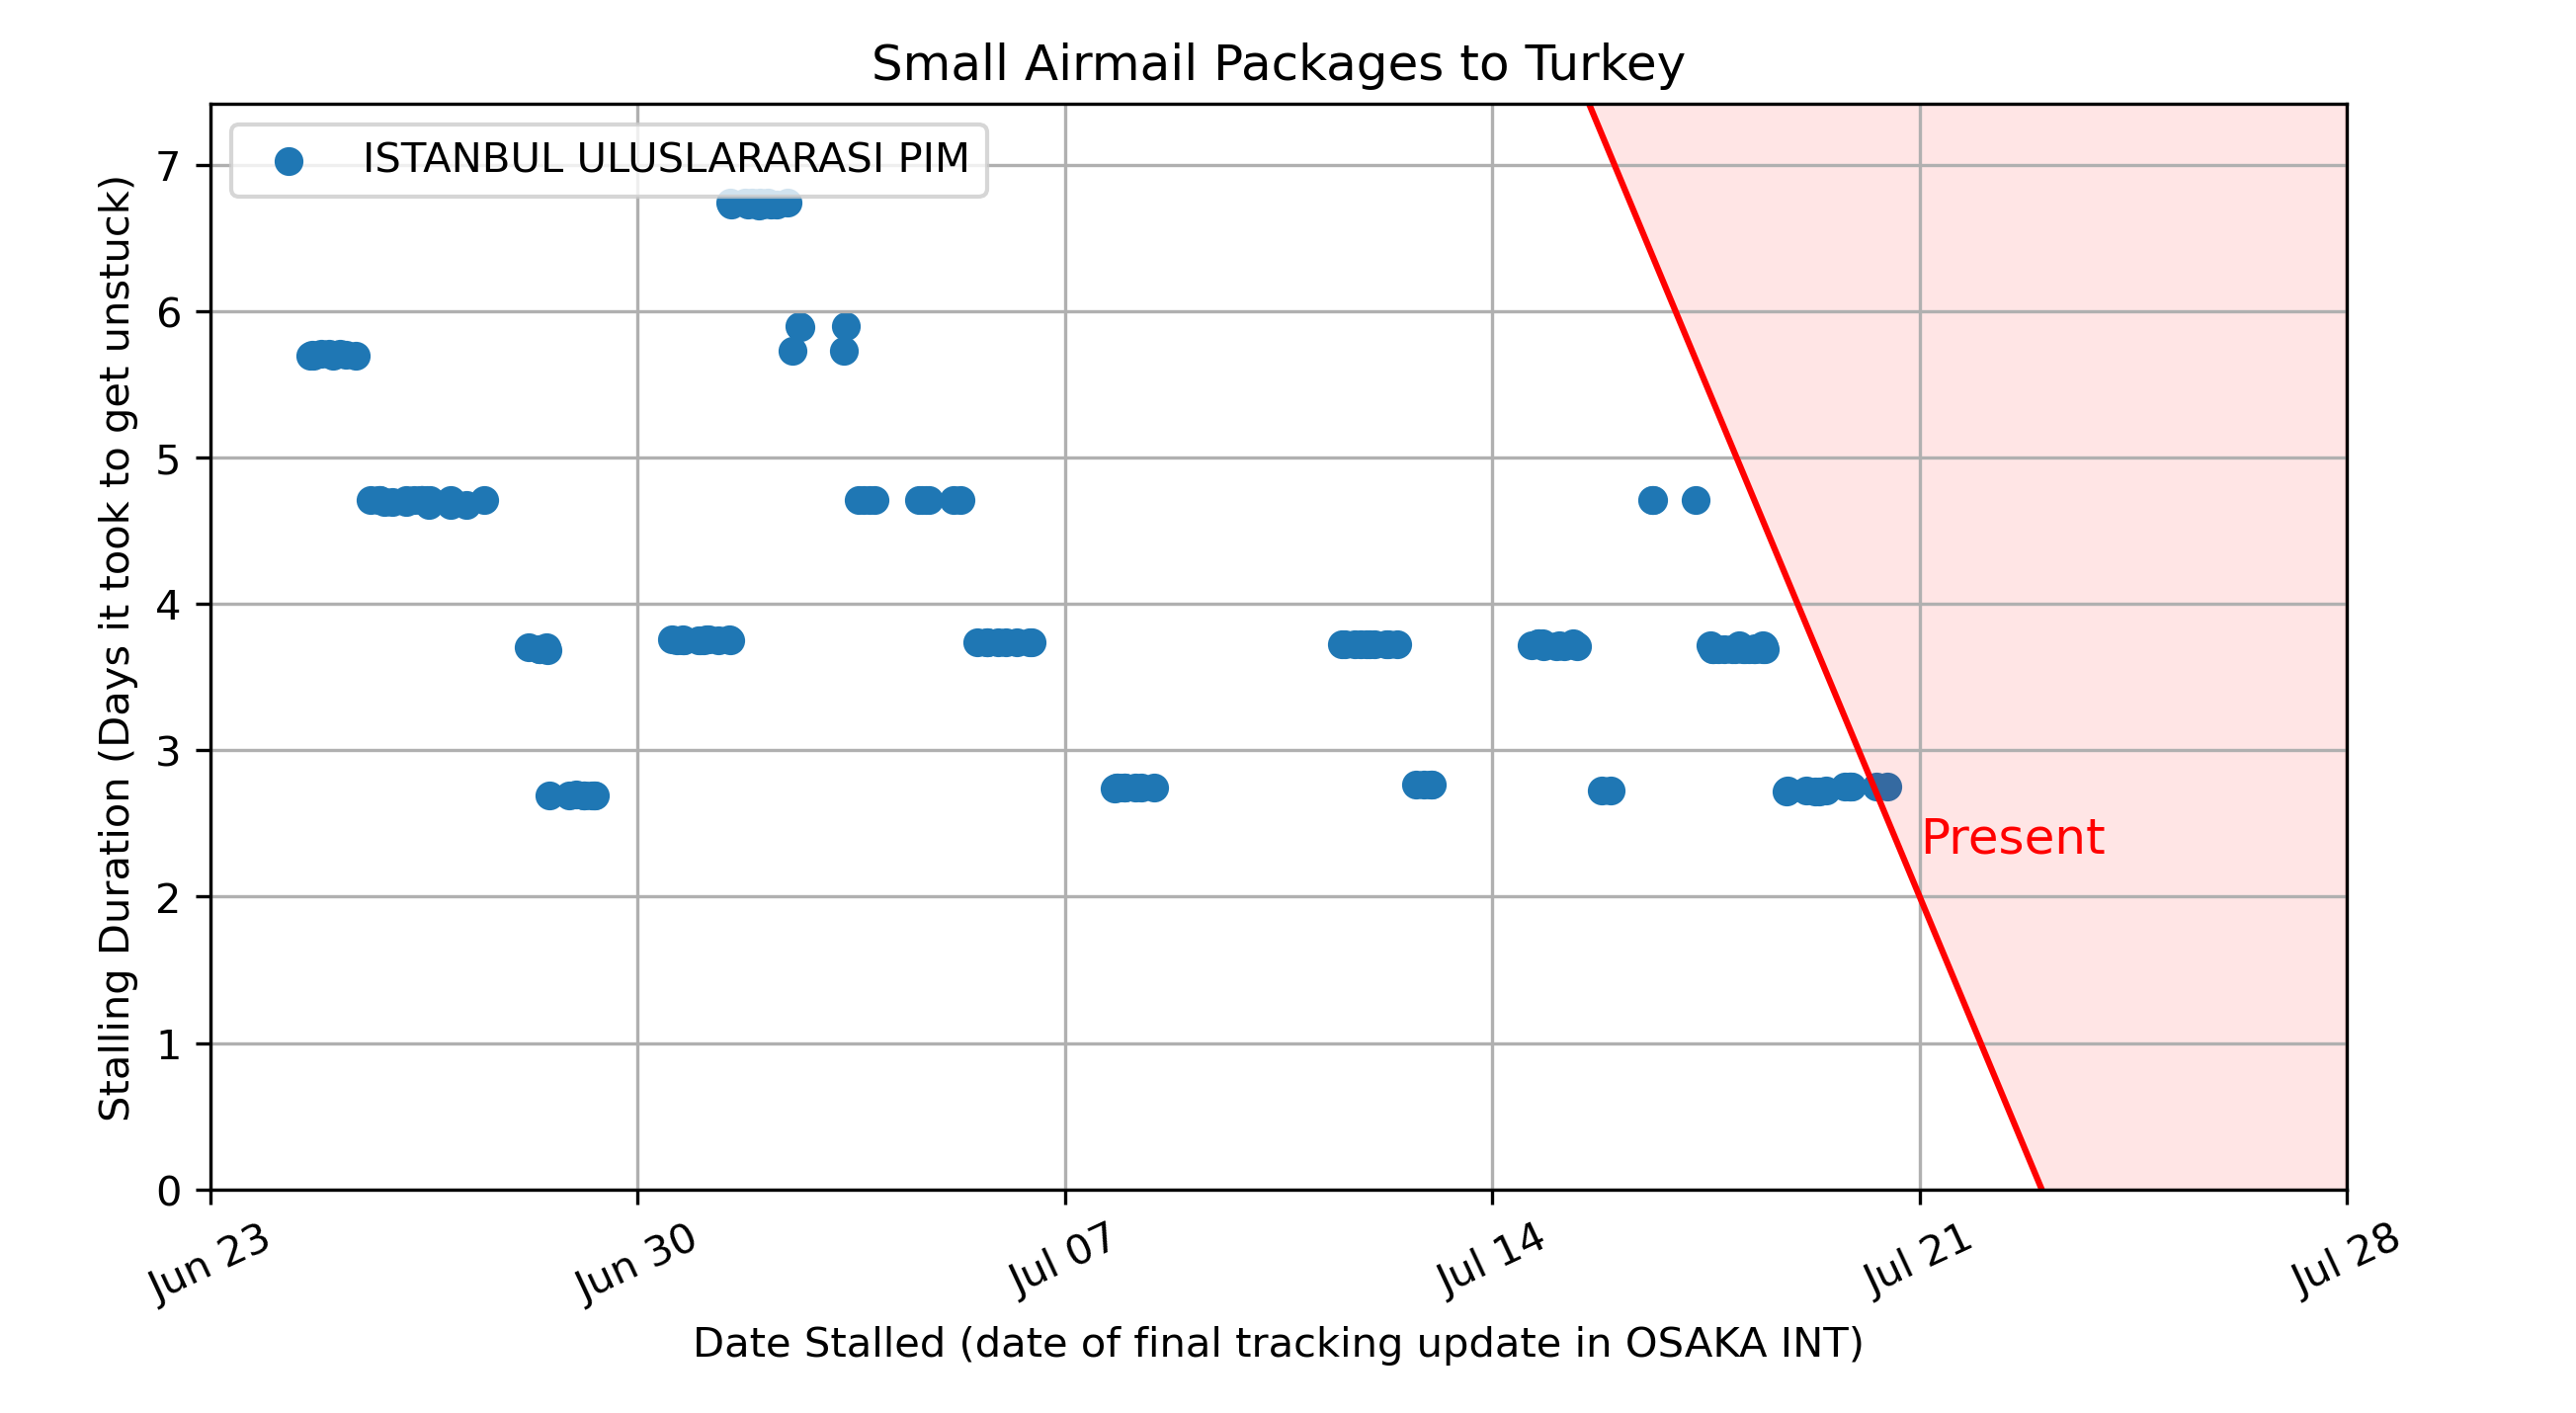 Small Airmail Packages to Turkey
ISTANBUL ULUSLARARASI PIM
7
6
5
4
3
2
1
0
Stalling Duration (Days it took to get unstuck)
Present
Jun 23
Jun 30
Jul 07
Jul 14
Jul 21
Jul 28
Date Stalled (date of final tracking update in OSAKA INT)